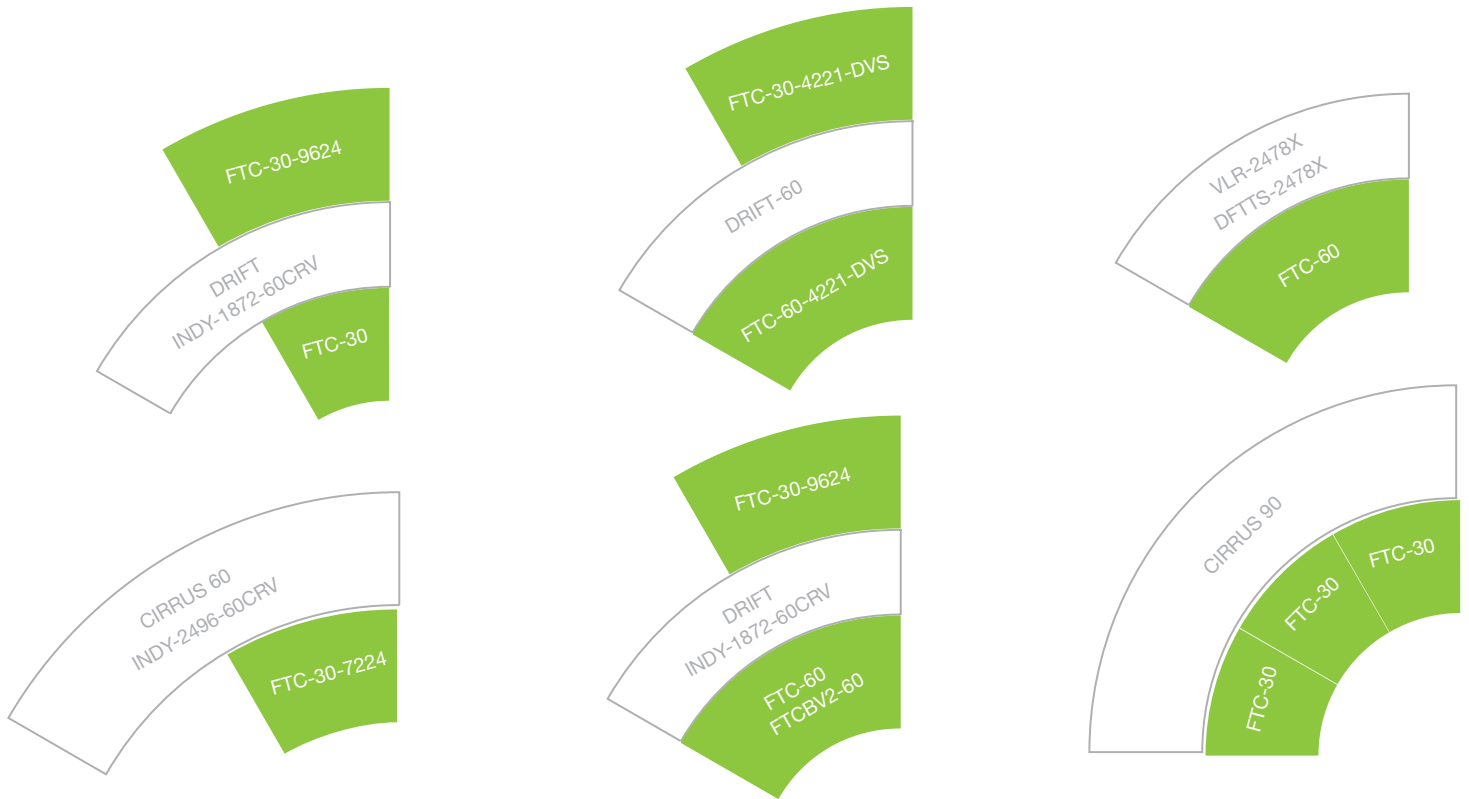 FTC-30-9624
DRIFT
INDY-1872-60CRV
FTC-30
FTC-30-4221-DVS
DRIFT-60
FTC-60-4221-DVS
VLR-2478X
DFTTS-2478X
FTC-60
CIRRUS 60
INDY-2496-60CRV
FTC-30-7224
FTC-30-9624
DRIFT
INDY-1872-60CRV
FTC-60
FTCBV2-60
CIRRUS 90
FTC-30
FTC-30
FTC-30